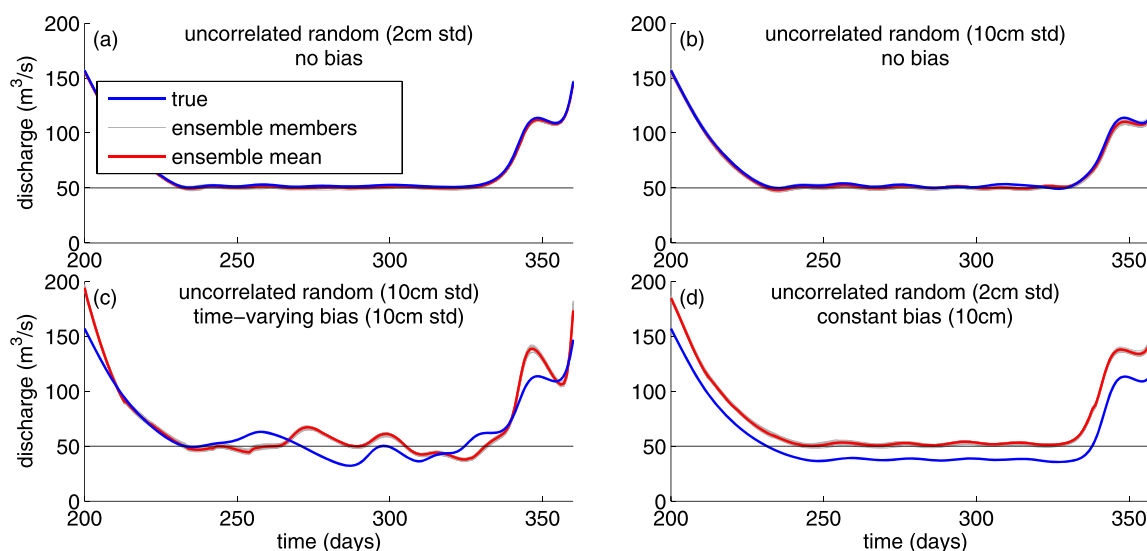 (a) uncorrelated random (2cm std)
no bias
true
ensemble members
ensemble mean
discharge (m³/s)
200
150
100
50
0
200 250 300 350
(b) uncorrelated random (10cm std)
no bias
200
150
100
50
0
200 250 300 350
(c) uncorrelated random (10cm std)
time−varying bias (10cm std)
discharge (m³/s)
200
150
100
50
0
200 250 300 350
time (days)
(d) uncorrelated random (2cm std)
constant bias (10cm)
200
150
100
50
0
200 250 300 350
time (days)